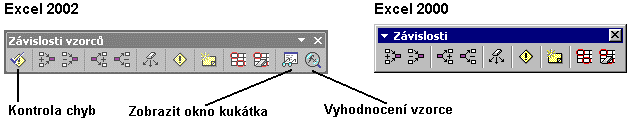 Excel 2002
Excel 2000
Závislosti vzorců
Závislosti
Kontrola chyb
Zobrazit okno kukátka
Vyhodnocení vzorce